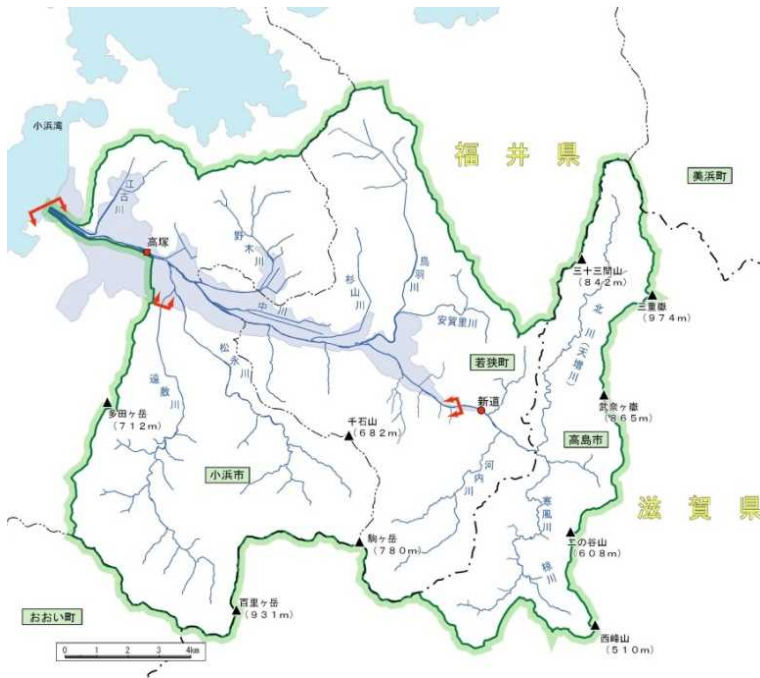 小浜湾
福井県
美浜町
江古川
高塚
野木川
鳥羽川
三十三間山
(842m)
三重嶽
(974m)
杉山川
中川
安賀里川
北川(天増川)
松永川
遠敷川
若狭町
新道
武奈ヶ嶽
(865m)
多田ヶ岳
(712m)
千石山
(682m)
高島市
小浜市
河内川
滋賀県
寒風川
駒ヶ岳
(780m)
二の谷山
(608m)
椋川
百里ヶ岳
(931m)
おおい町
西峰山
(510m)
0 1 2 3 4km